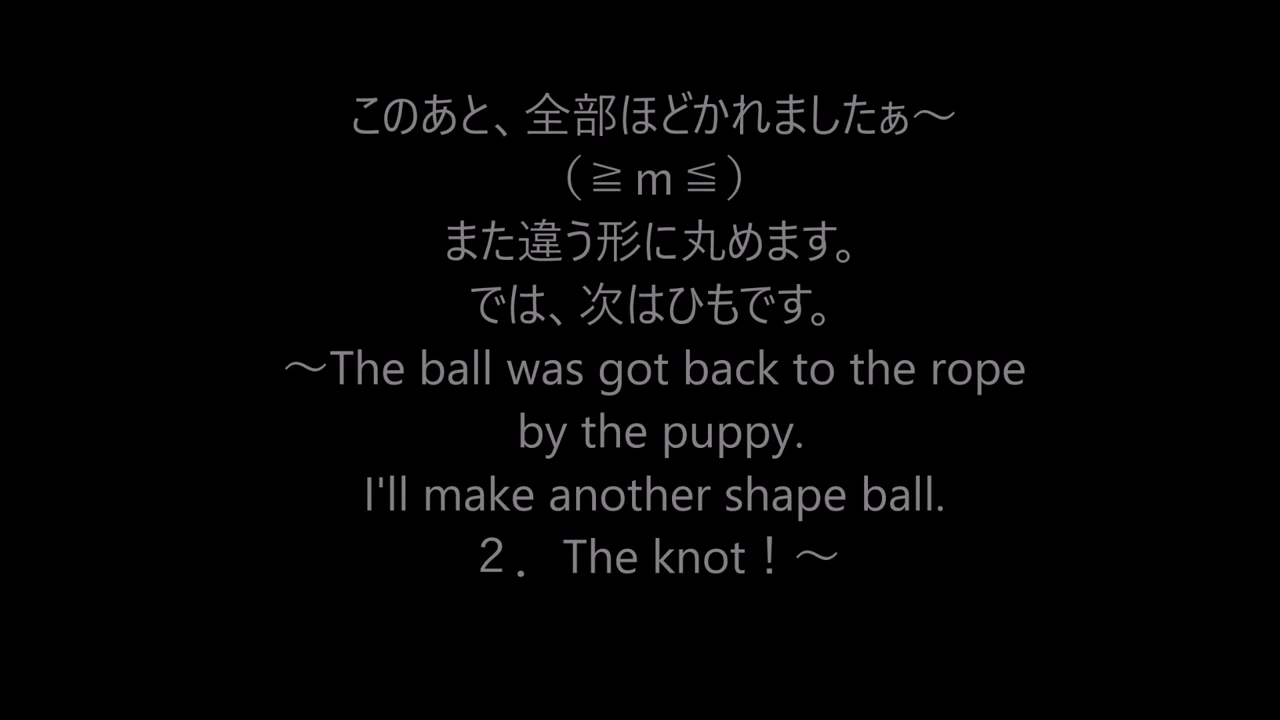 このあと、全部ほどかれましたぁ～
（≧m≦）
また違う形に丸めます。
では、次はひもです。
～The ball was got back to the rope
by the puppy.
I'll make another shape ball.
２．The knot！～